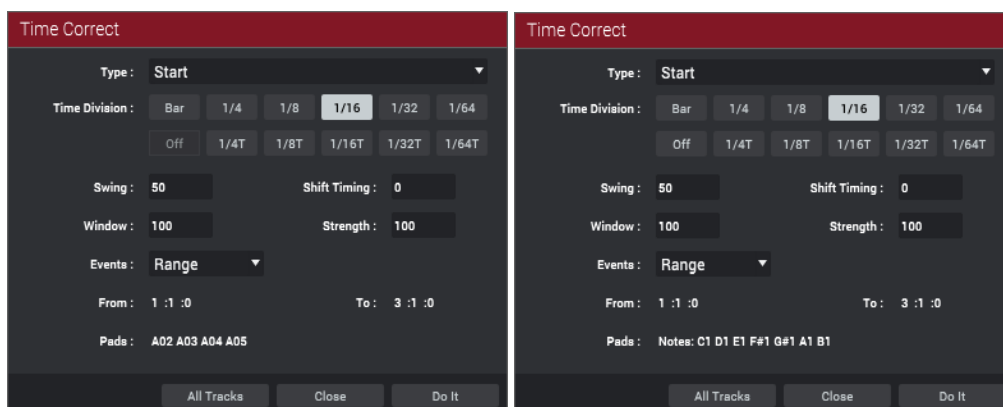 Time Correct
Type : Start
Time Division : Bar 1/4 1/8 1/16 1/32 1/64
Off 1/4T 1/8T 1/16T 1/32T 1/64T
Swing : 50 Shift Timing : 0
Window : 100 Strength : 100
Events : Range
From : 1 :1 :0 To : 3 :1 :0
Pads : A02 A03 A04 A05
All Tracks Close Do It
Time Correct
Type : Start
Time Division : Bar 1/4 1/8 1/16 1/32 1/64
Off 1/4T 1/8T 1/16T 1/32T 1/64T
Swing : 50 Shift Timing : 0
Window : 100 Strength : 100
Events : Range
From : 1 :1 :0 To : 3 :1 :0
Pads : Notes: C1 D1 E1 F#1 G#1 A1 B1
All Tracks Close Do It